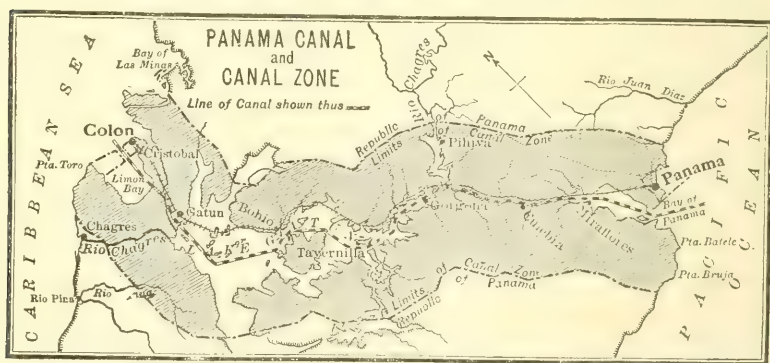 PANAMA CANAL
and
CANAL ZONE
Line of Canal shown thus
Bay of
Las Minas
CARIBBEAN SEA
Colon
Cristobal
Pta. Toro
Limon
Bay
Chagres
Rio Chagres
Rio Pina
Rio
Gatun
Bohio
Tavernilla
Rio Chagres
Republic of Panama
Limits of Canal Zone
Pihiva
Gorgona
Culebra
Miraflores
N.
Rio Juan Diaz
Panama
Bay of
Panama
Pta. Batele
Pta. Bruja
PACIFIC
OCEAN
Limits of Canal Zone
Republic of Panama